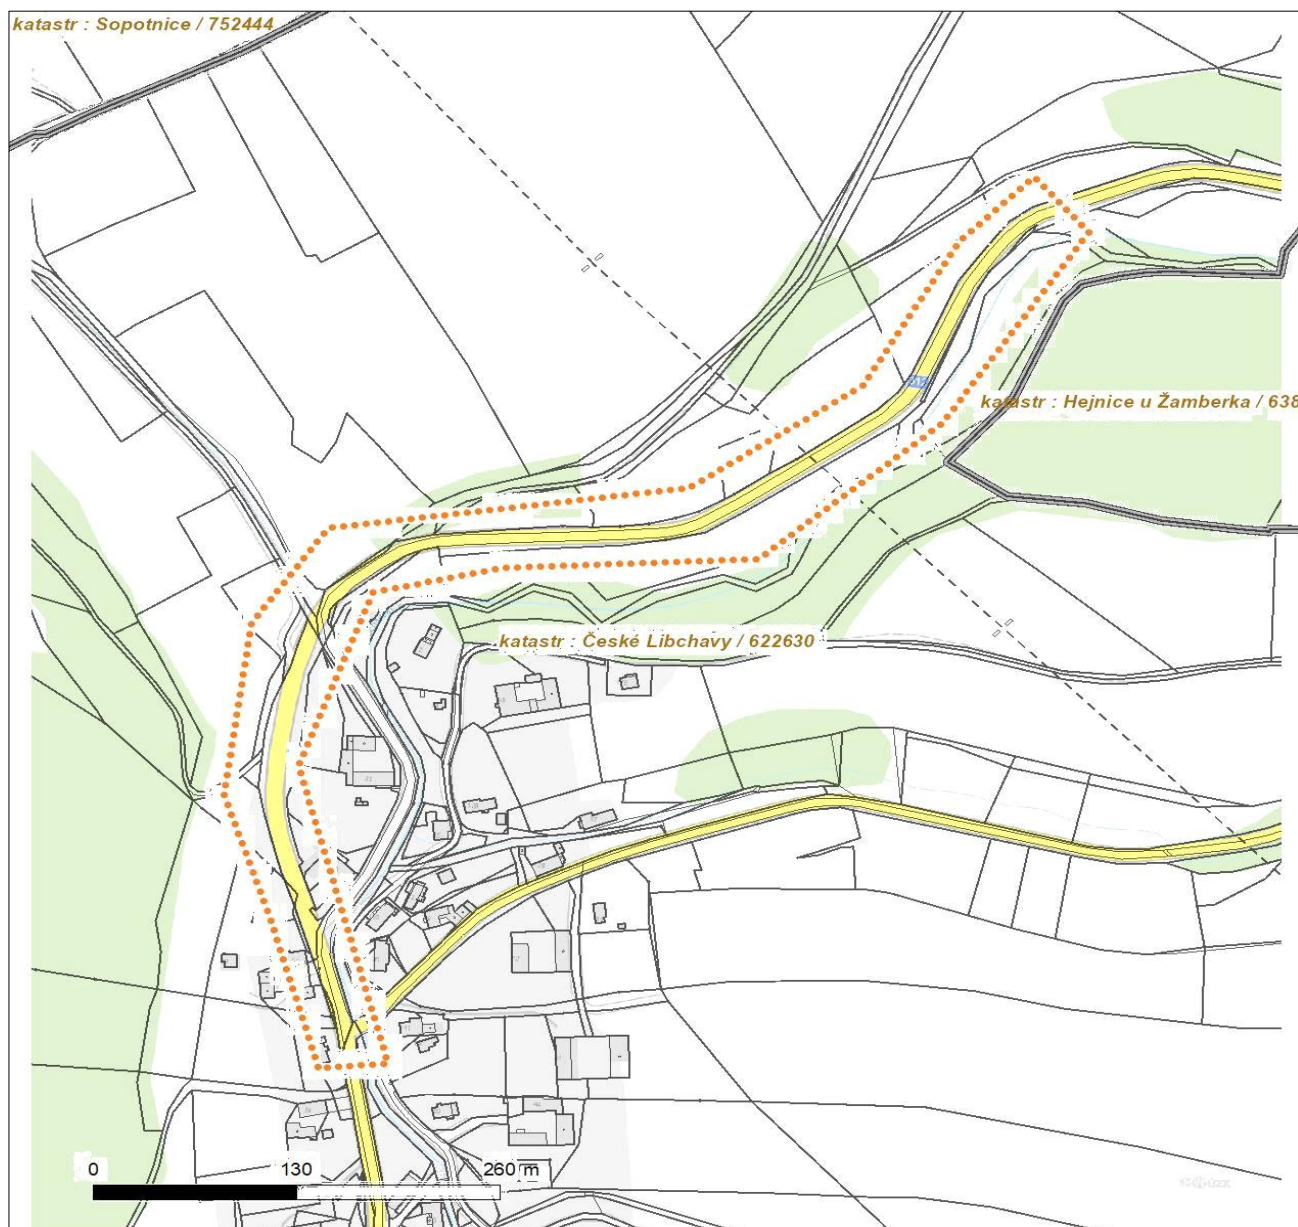 katastr : Sopotnice / 752444
katastr : Hejnice u Žamberka / 638
katastr : České Libchavy / 622630
0 130 260 m